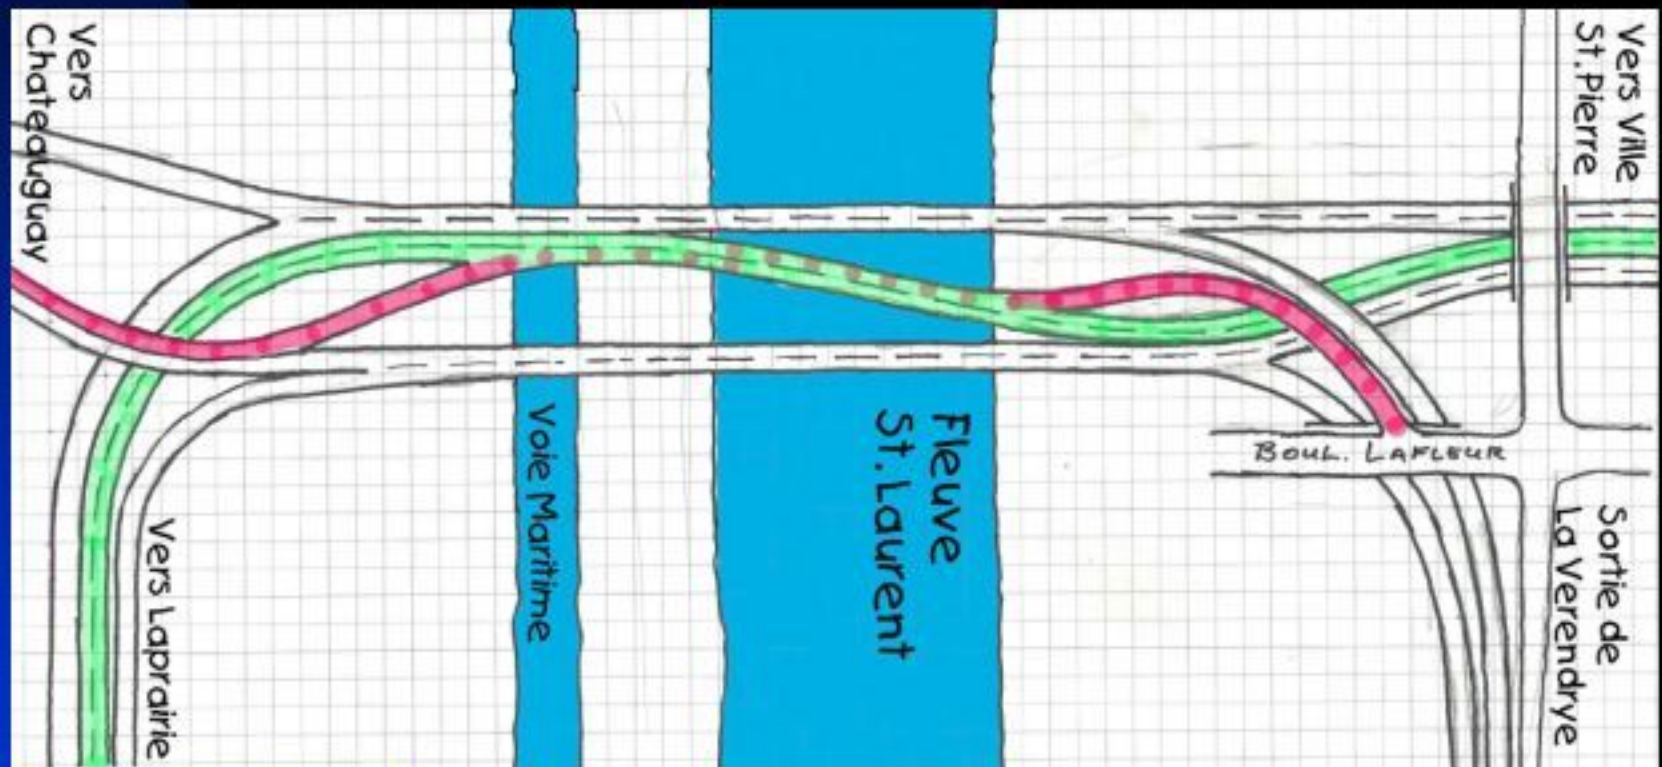 Vers
Chateauguay
Vers Laprairie
Voie Maritime
Fleuve
St. Laurent
Vers Ville
St. Pierre
BOUL. LAFLEUR
Sortie de
La Verendrye